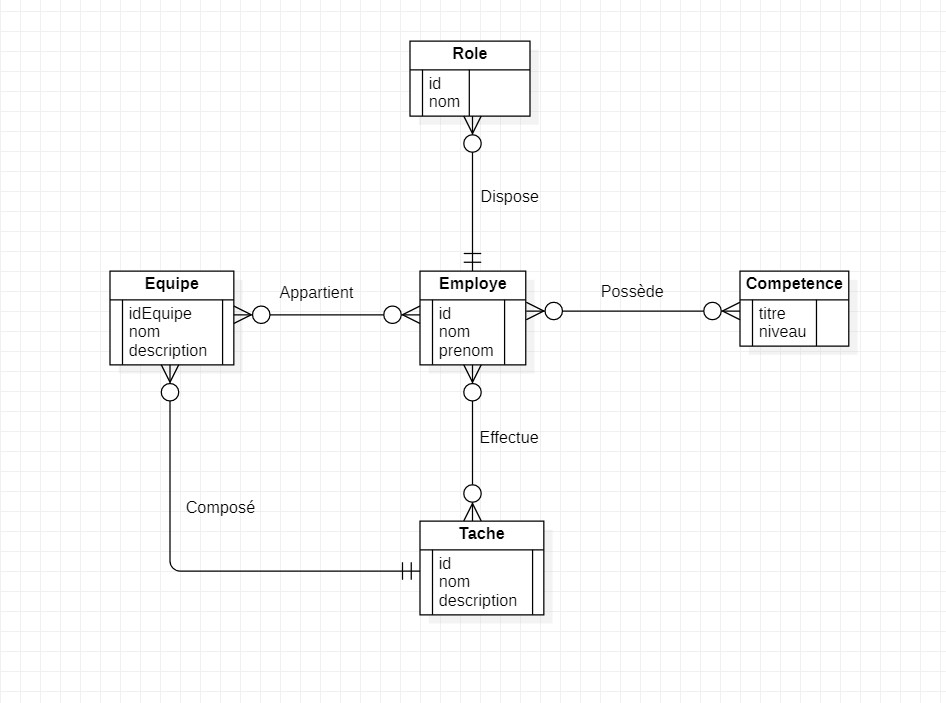 Role
id
nom
Dispose
Equipe
idEquipe
nom
description
Appartient
Employe
id
nom
prenom
Possède
Competence
titre
niveau
Effectue
Composé
Tache
id
nom
description